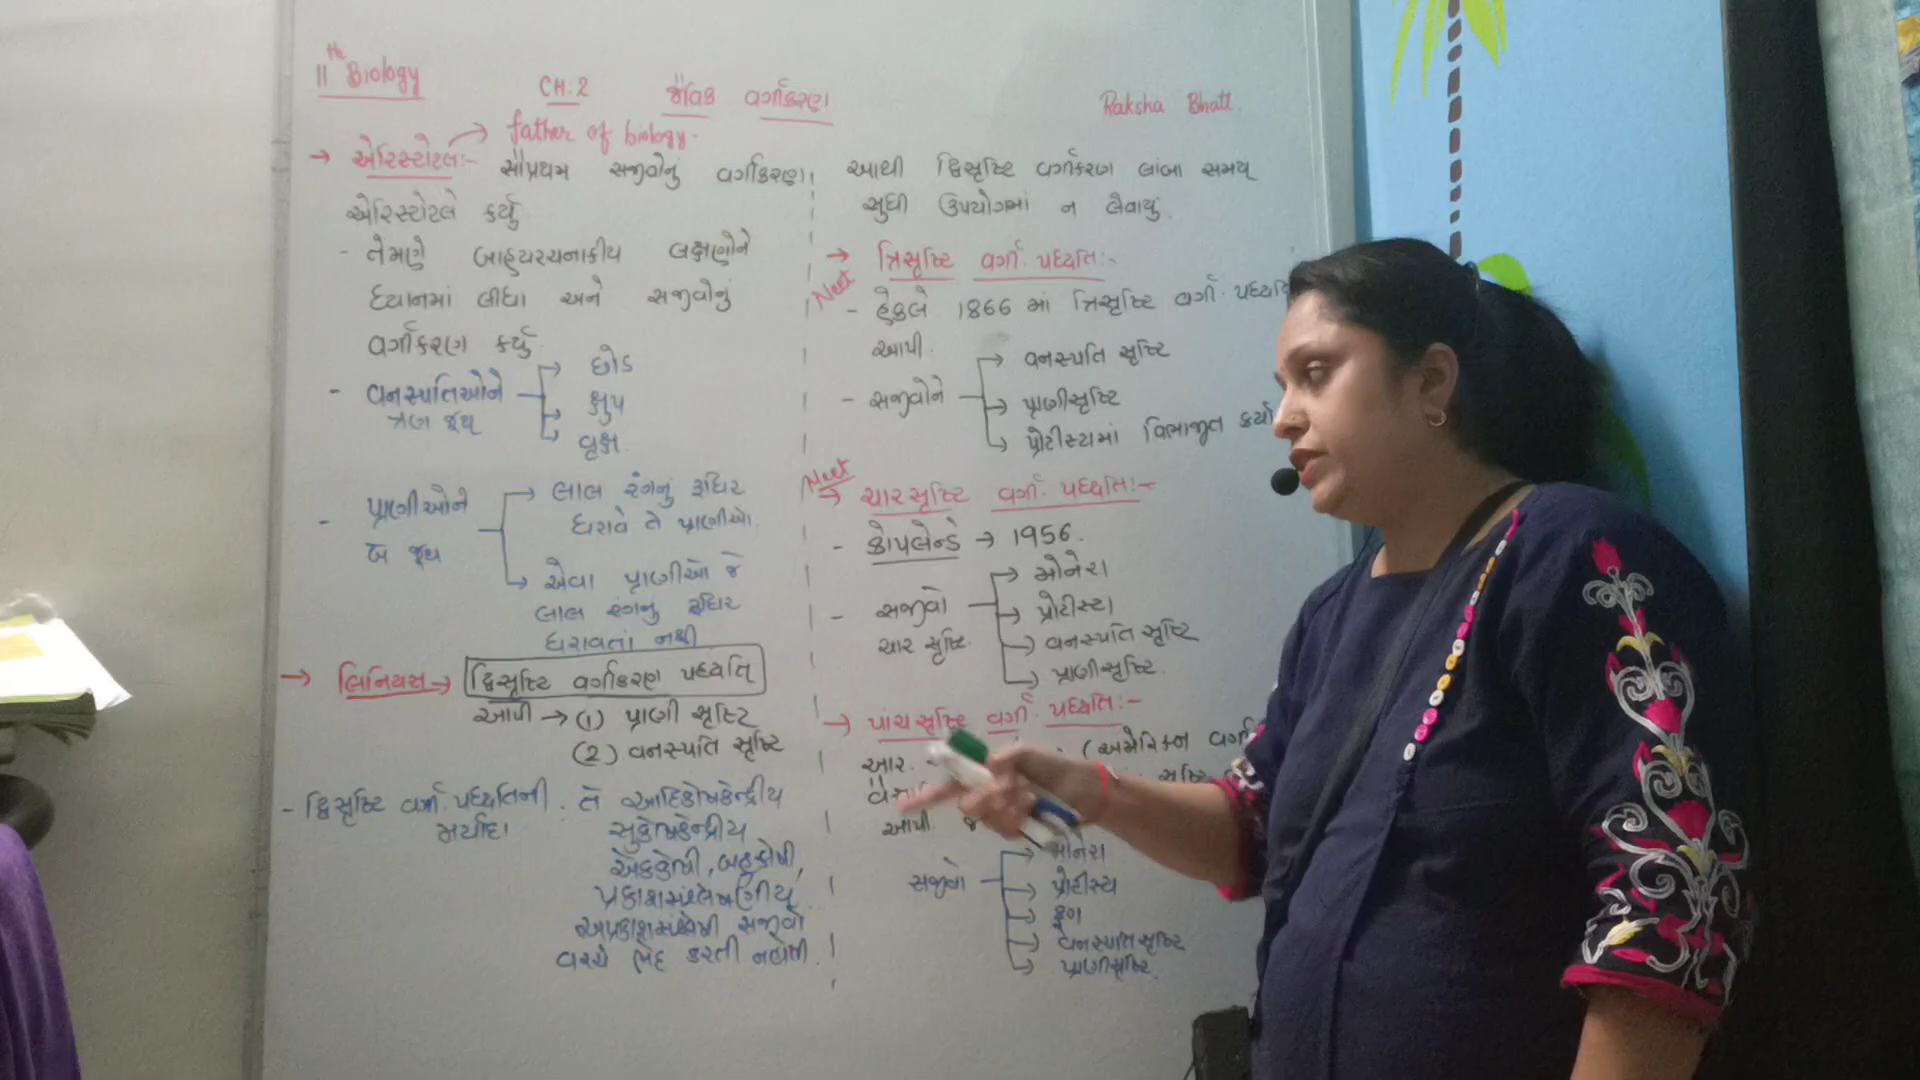 11th Biology CH.2 જૈવિક વર્ગીકરણ
Raksha Bhatt.
father of biology.
→ એરિસ્ટોટલ:- સૌપ્રથમ સજીવોનું વર્ગીકરણ
એરિસ્ટોટલે કર્યુ
- તેમણે બાહ્યરચનાકીય લક્ષણોને
ધ્યાનમાં લીધા અને સજીવોનું
વર્ગીકરણ કર્યુ.
- વનસ્પતિઓને → છોડ
ત્રણ જૂથ → ક્ષુપ
→ વૃક્ષ.
- પ્રાણીઓને → લાલ રંગનું રુધિર
ધરાવે તે પ્રાણીઓ.
બે જૂથ
→ એવા પ્રાણીઓ જે
લાલ રંગનું રુધિર
ધરાવતાં નથી
→ લિનિયસ → દ્વિસૃષ્ટિ વર્ગીકરણ પધ્ધતિ
આપી → (1) પ્રાણી સૃષ્ટિ
(2) વનસ્પતિ સૃષ્ટિ
- દ્વિસૃષ્ટિ વર્ગી. પધ્ધતિની . તે આદિકોષકેન્દ્રીય
મર્યાદા સુકોષકેન્દ્રીય
એકકોષી, બહુકોષી,
પ્રકાશસંશ્લેષણીય
અપ્રકાશસંશ્લેષી સજીવો
વચ્ચે ભેદ કરતી નહોતી.
આથી દ્વિસૃષ્ટિ વર્ગીકરણ લાંબા સમય
સુધી ઉપયોગમાં ન લેવાયું.
→ ત્રિસૃષ્ટિ વર્ગી. પધ્ધતિ:-
Neet
- હેકલે 1866 માં ત્રિસૃષ્ટિ વર્ગી. પધ્ધતિ
આપી.
→ વનસ્પતિ સૃષ્ટિ
- સજીવોને → પ્રાણીસૃષ્ટિ
→ પ્રોટીસ્ટામાં વિભાજીત કર્યા
Neet
→ ચારસૃષ્ટિ વર્ગી. પધ્ધતિ:-
- કોપલેન્ડે → 1956.
→ મોનેરા
- સજીવો → પ્રોટીસ્ટા
ચાર સૃષ્ટિ → વનસ્પતિ સૃષ્ટિ
→ પ્રાણીસૃષ્ટિ.
→ પાંચસૃષ્ટિ વર્ગી. પધ્ધતિ:-
આર. (અમેરિકન
સૃષ્ટિ
આપી.
→ મોનેરા
સજીવો → પ્રોટીસ્ટા
→ ફૂગ
→ વનસ્પતિસૃષ્ટિ
→ પ્રાણીસૃષ્ટિ.